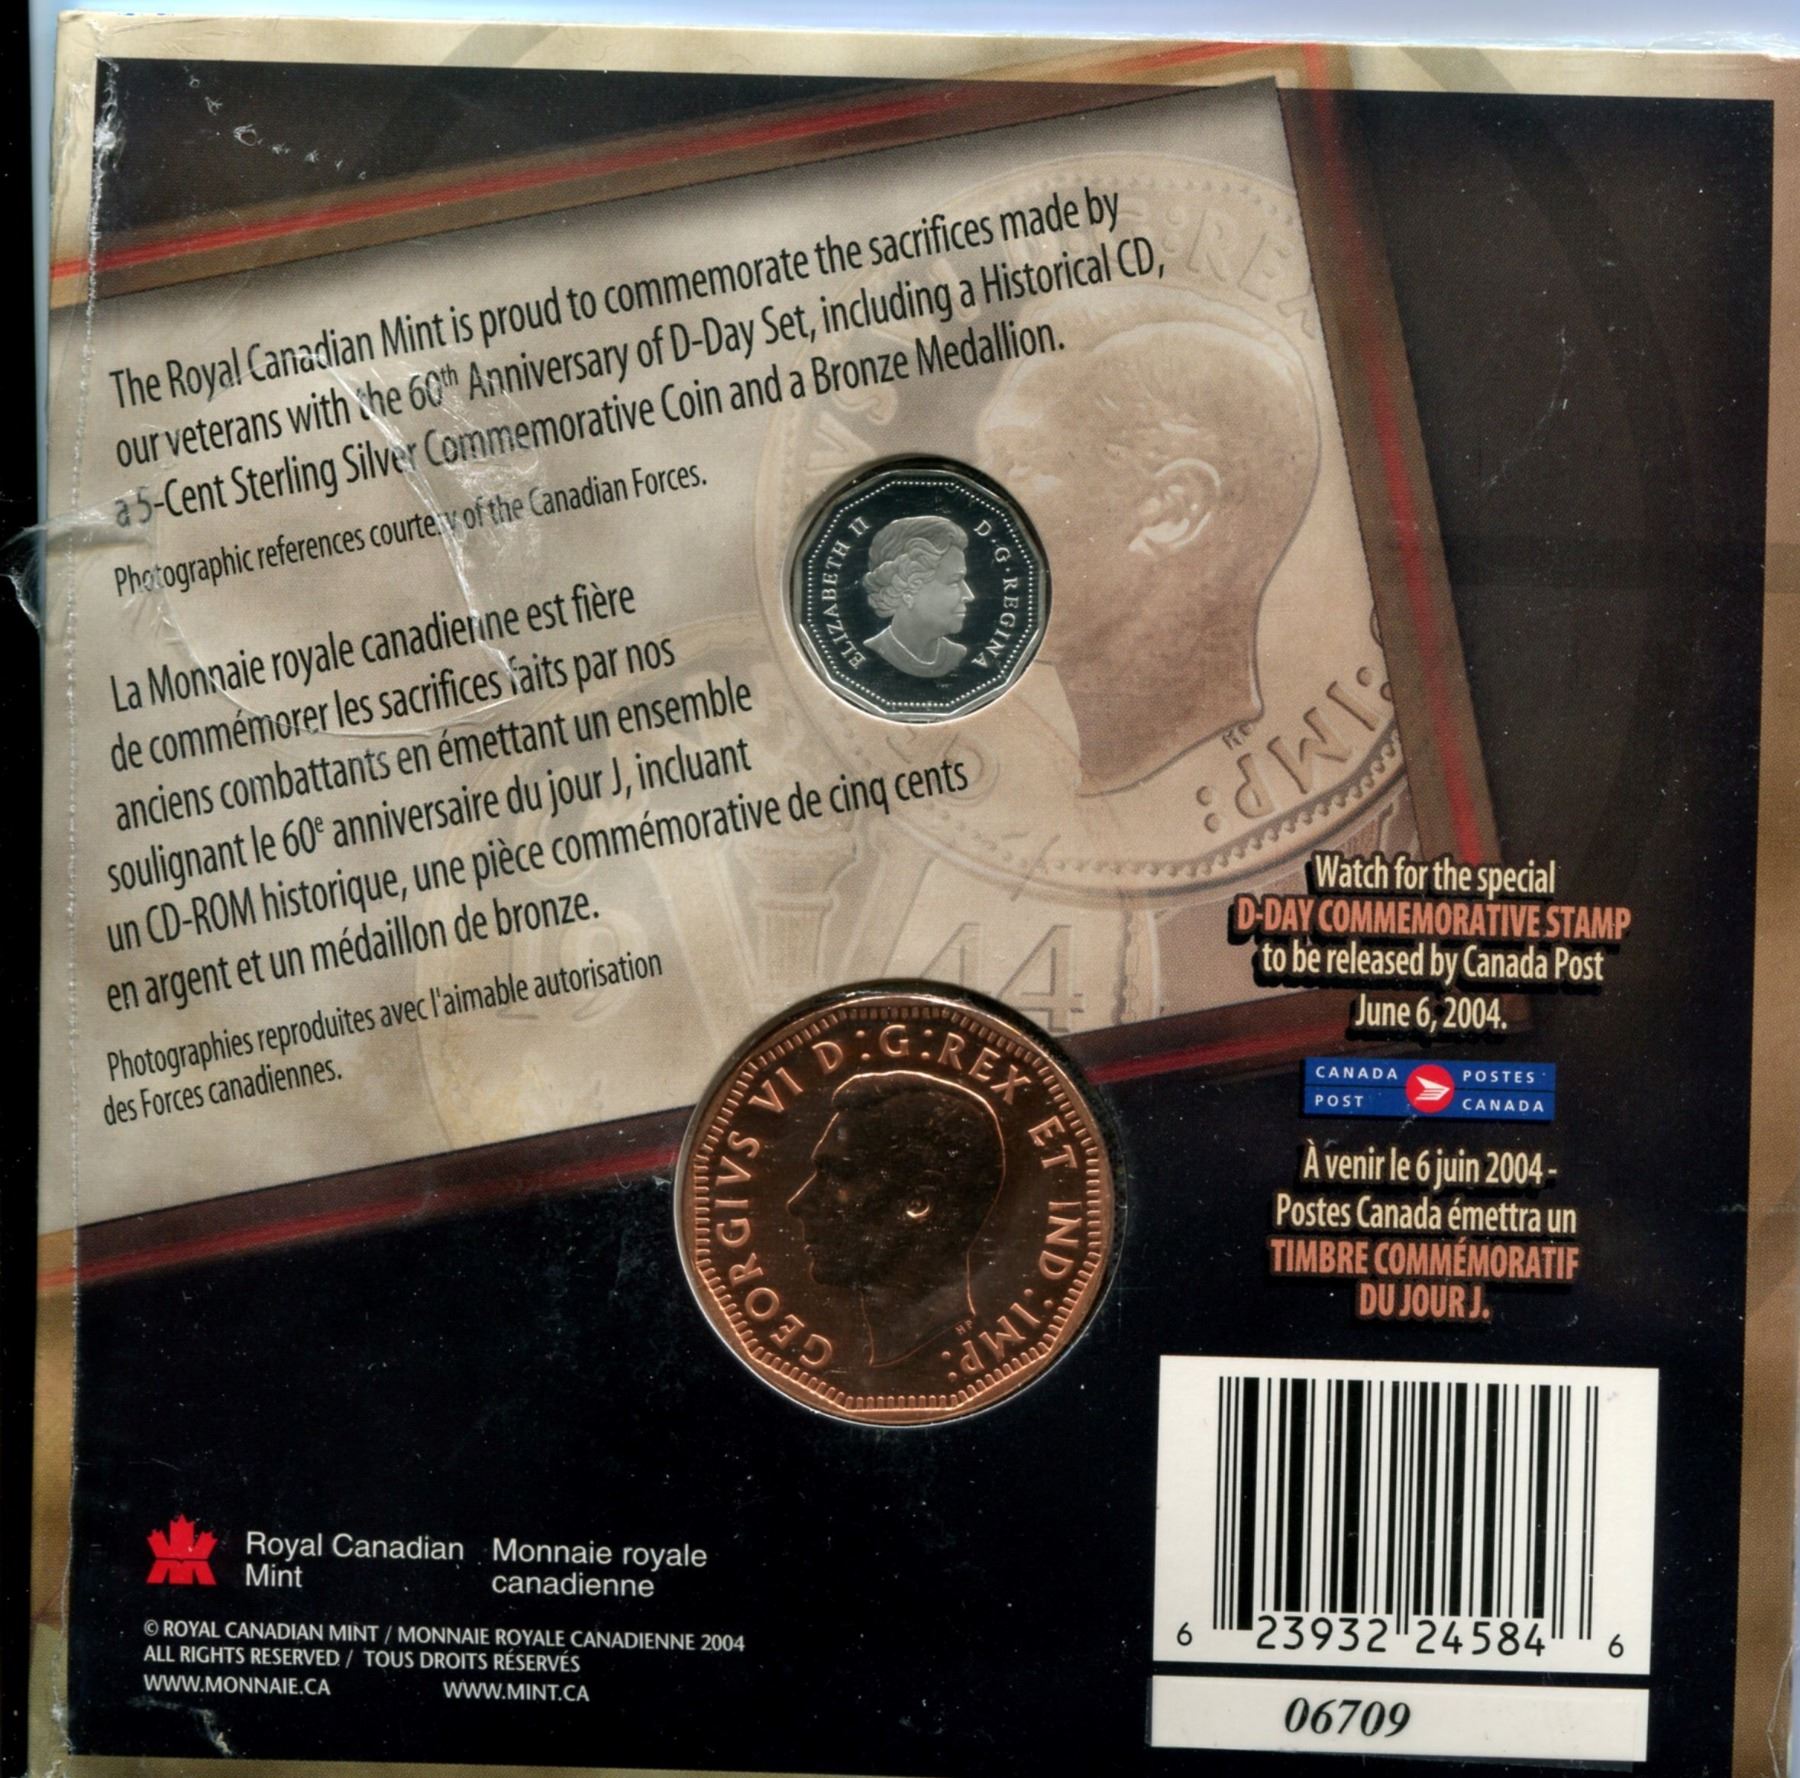 The Royal Canadian Mint is proud to commemorate the sacrifices made by
our veterans with the 60th Anniversary of D-Day Set, including a Historical CD,
a 5-Cent Sterling Silver Commemorative Coin and a Bronze Medallion.
Photographic references courtesy of the Canadian Forces.
La Monnaie royale canadienne est fière
de commémorer les sacrifices faits par nos
anciens combattants en émettant un ensemble
soulignant le 60e anniversaire du jour J, incluant
un CD-ROM historique, une pièce commémorative de cinq cents
en argent et un médaillon de bronze.
Photographies reproduites avec l'aimable autorisation
des Forces canadiennes.
ELIZABETH II D·G·REGINA
GEORGIVS VI D:G:REX ET IND:IMP:
HP
:IMP:
1944
Watch for the special
D-DAY COMMEMORATIVE STAMP
to be released by Canada Post
June 6, 2004.
CANADA POSTES
POST CANADA
À venir le 6 juin 2004 -
Postes Canada émettra un
TIMBRE COMMÉMORATIF
DU JOUR J.
Royal Canadian Monnaie royale
Mint canadienne
© ROYAL CANADIAN MINT / MONNAIE ROYALE CANADIENNE 2004
ALL RIGHTS RESERVED / TOUS DROITS RÉSERVÉS
WWW.MONNAIE.CA WWW.MINT.CA
6 23932 24584 6
06709